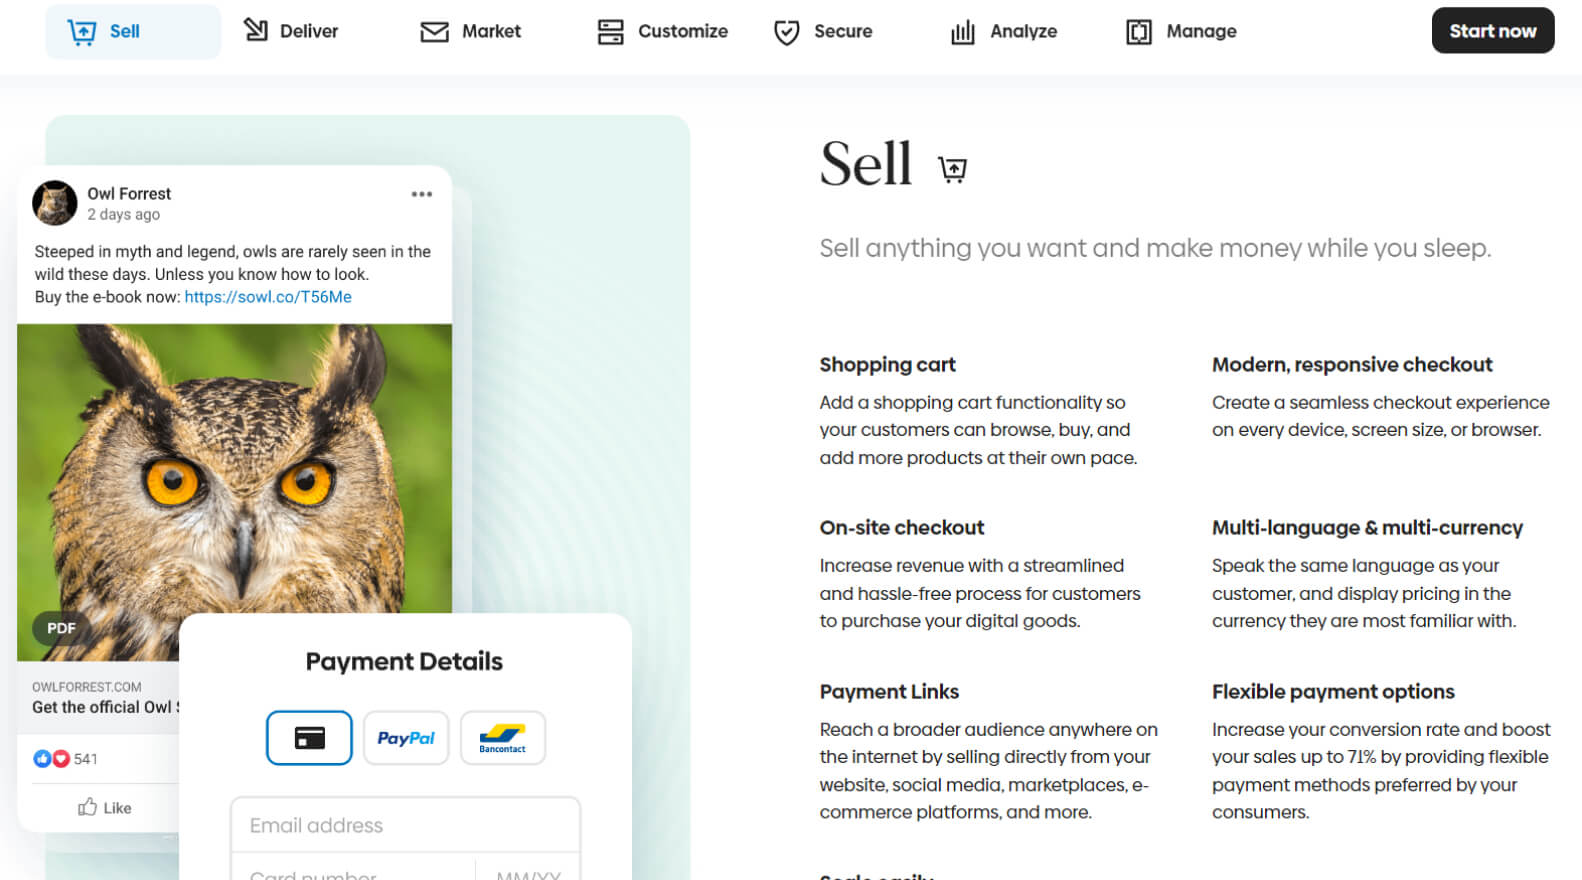 Sell
Deliver
Market
Customize
Secure
Analyze
Manage
Start now
Owl Forrest
2 days ago
Steeped in myth and legend, owls are rarely seen in the
wild these days. Unless you know how to look.
Buy the e-book now: https://sowl.co/T56Me
PDF
OWLFORREST.COM
Get the official Owl
541
Like
Payment Details
PayPal
Bancontact
Email address
Card number
MM/YY
Sell
Sell anything you want and make money while you sleep.
Shopping cart
Add a shopping cart functionality so
your customers can browse, buy, and
add more products at their own pace.
Modern, responsive checkout
Create a seamless checkout experience
on every device, screen size, or browser.
On-site checkout
Increase revenue with a streamlined
and hassle-free process for customers
to purchase your digital goods.
Multi-language & multi-currency
Speak the same language as your
customer, and display pricing in the
currency they are most familiar with.
Payment Links
Reach a broader audience anywhere on
the internet by selling directly from your
website, social media, marketplaces, e-
commerce platforms, and more.
Flexible payment options
Increase your conversion rate and boost
your sales up to 71% by providing flexible
payment methods preferred by your
consumers.
Scale easily